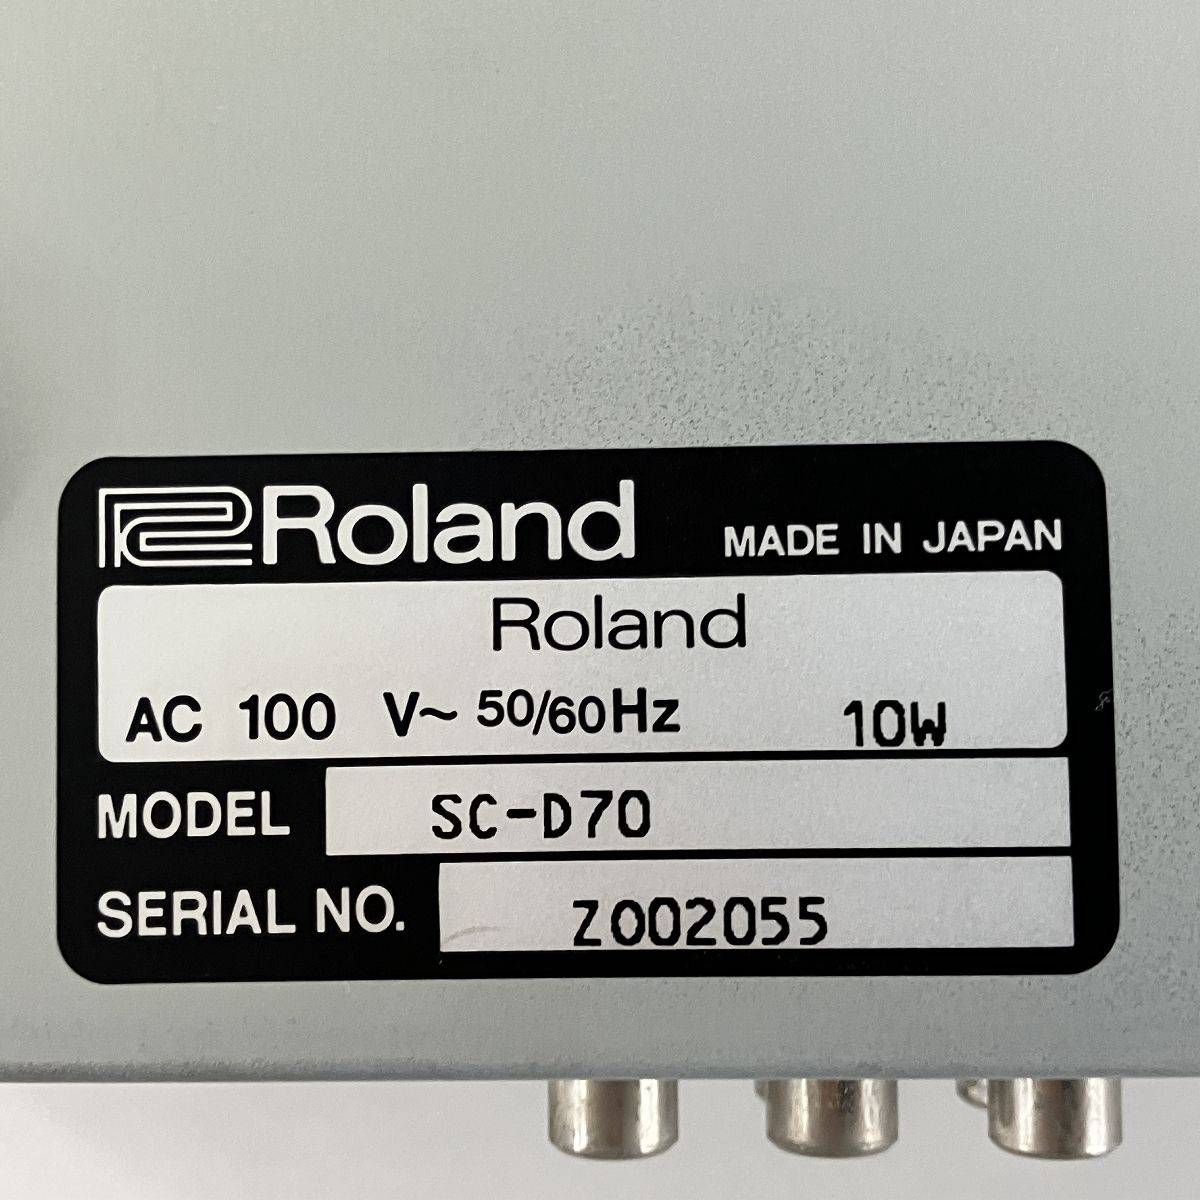 Roland MADE IN JAPAN
Roland
AC 100 V~ 50/60Hz 10W
MODEL SC-D70
SERIAL NO. Z002055